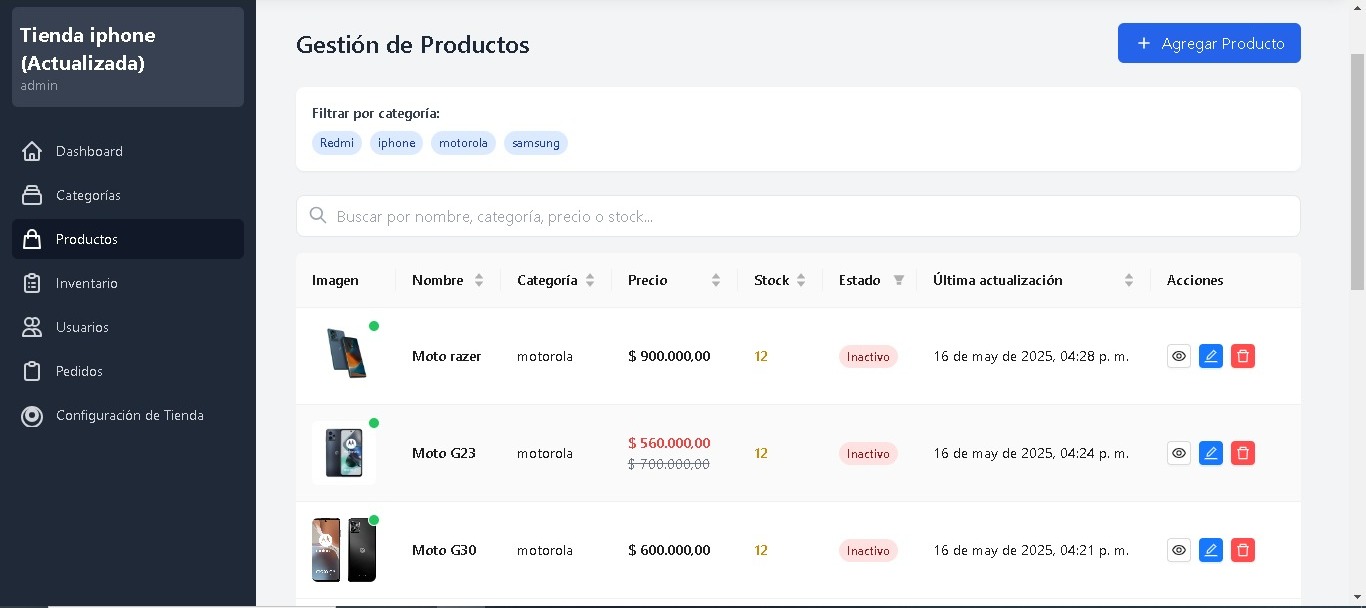 Tienda iphone
(Actualizada)
admin
Dashboard
Categorías
Productos
Inventario
Usuarios
Pedidos
Configuración de Tienda
Gestión de Productos
+ Agregar Producto
Filtrar por categoría:
Redmi iphone motorola samsung
Buscar por nombre, categoría, precio o stock...
Imagen Nombre Categoría Precio Stock Estado Última actualización Acciones
Moto razer motorola $ 900.000,00 12 Inactivo 16 de may de 2025, 04:28 p. m.
Moto G23 motorola $ 560.000,00 12 Inactivo 16 de may de 2025, 04:24 p. m.
$ 700.000,00
Moto G30 motorola $ 600.000,00 12 Inactivo 16 de may de 2025, 04:21 p. m.